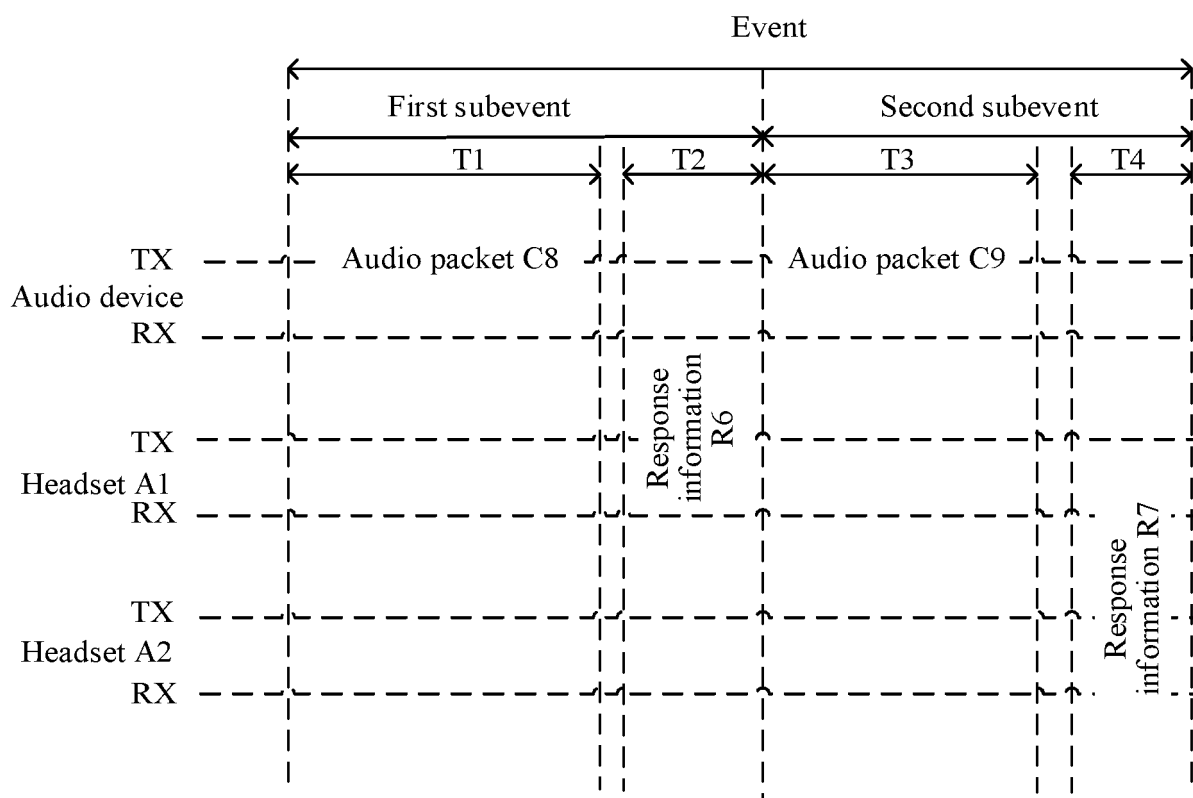 Event
First subevent
Second subevent
T1
T2
T3
T4
TX
Audio packet C8
Audio packet C9
Audio device
RX
Response
information
R6
TX
Headset A1
RX
Response
information R7
TX
Headset A2
RX